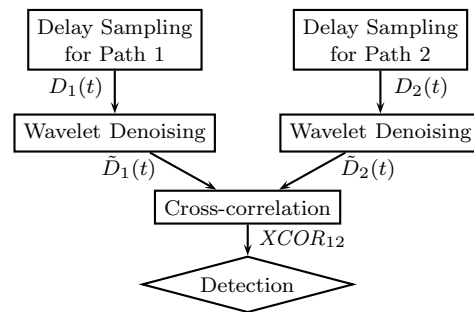 Delay Sampling
for Path 1
Delay Sampling
for Path 2
D₁(t)
D₂(t)
Wavelet Denoising
Wavelet Denoising
D̃₁(t)
D̃₂(t)
Cross-correlation
XCOR₁₂
Detection